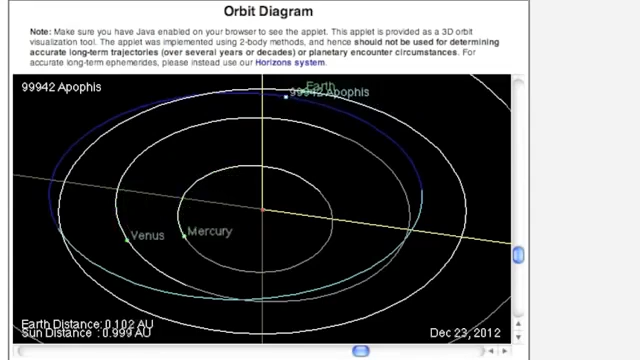 Orbit Diagram
Note: Make sure you have Java enabled on your browser to see the applet. This applet is provided as a 3D orbit
visualization tool. The applet was implemented using 2-body methods, and hence should not be used for determining
accurate long-term trajectories (over several years or decades) or planetary encounter circumstances. For
accurate long-term ephemerides, please instead use our Horizons system.
99942 Apophis
Earth
99942 Apophis
Venus
Mercury
Earth Distance: 0.102 AU
Sun Distance : 0.999 AU
Dec 23, 2012